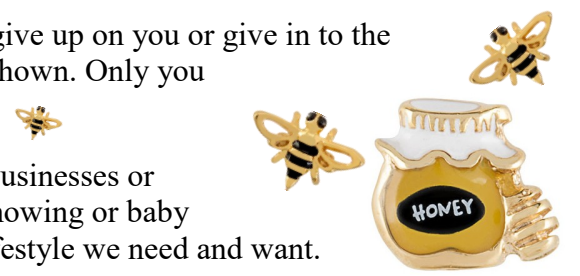 give up on you or give in to the
hown. Only you
usinesses or
nowing or baby
festyle we need and want.
HONEY